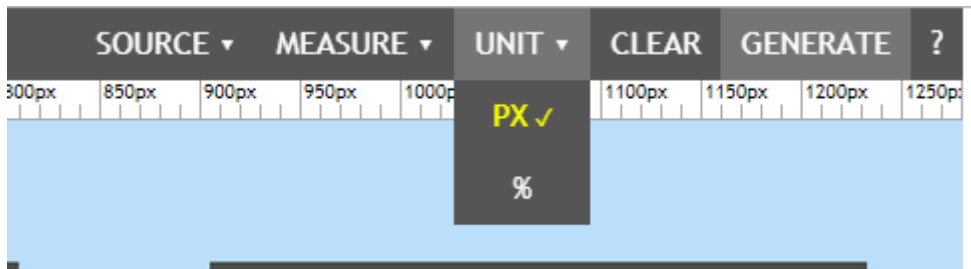 SOURCE ▾ MEASURE ▾ UNIT ▾ CLEAR GENERATE ?
850px 900px 950px 1100px 1150px 1200px
PX ✓
%